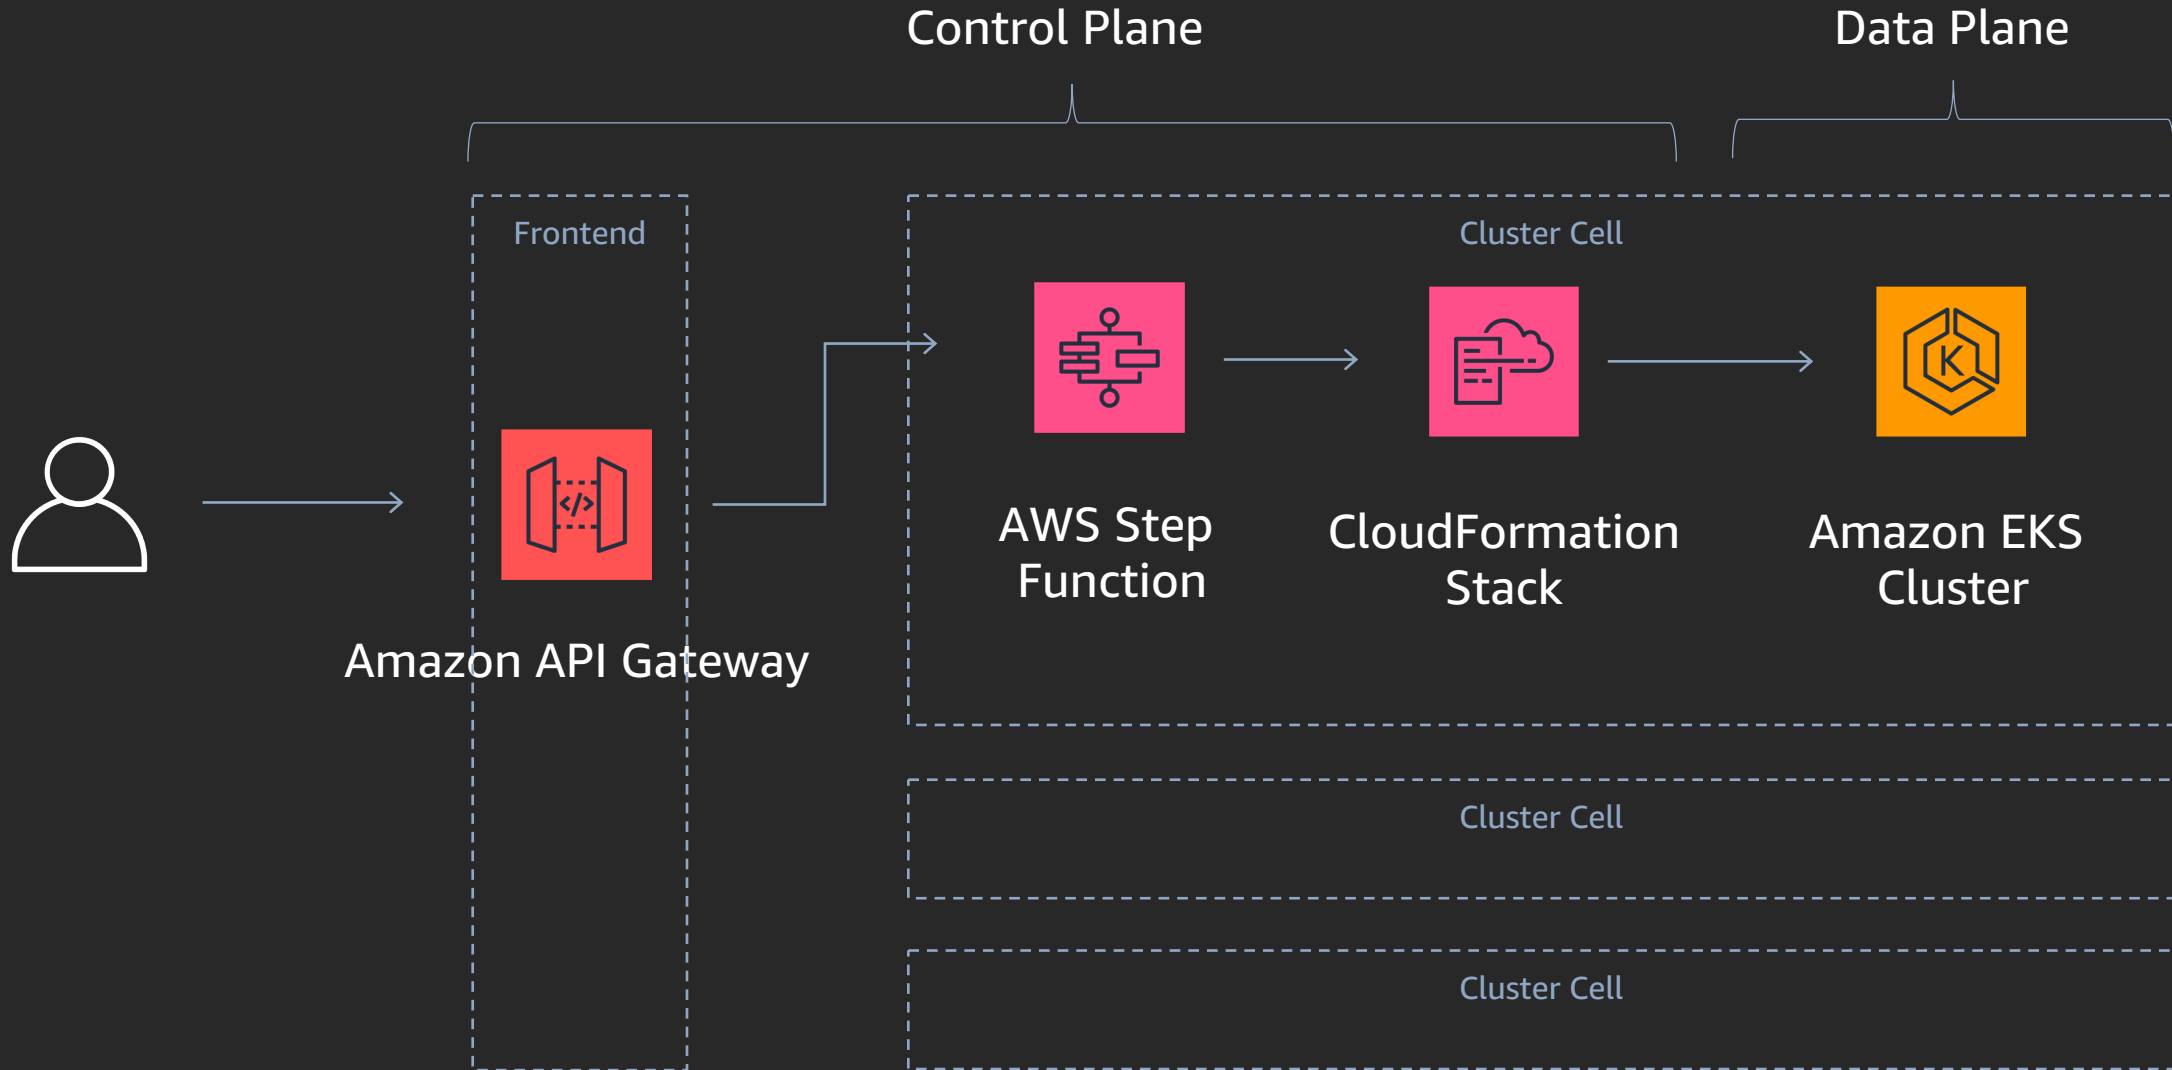 Control Plane
Data Plane
Frontend
Cluster Cell
</>
K
AWS Step
Function
CloudFormation
Stack
Amazon EKS
Cluster
Amazon API Gateway
Cluster Cell
Cluster Cell